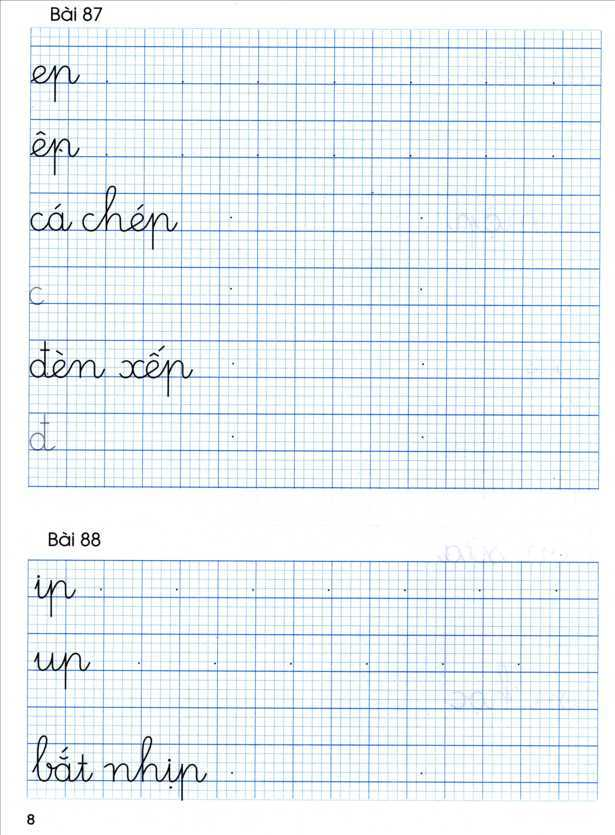 Bài 87
ep
êp
cá chép
c
đèn xếp
đ
Bài 88
ip
up
bắt nhịp
8